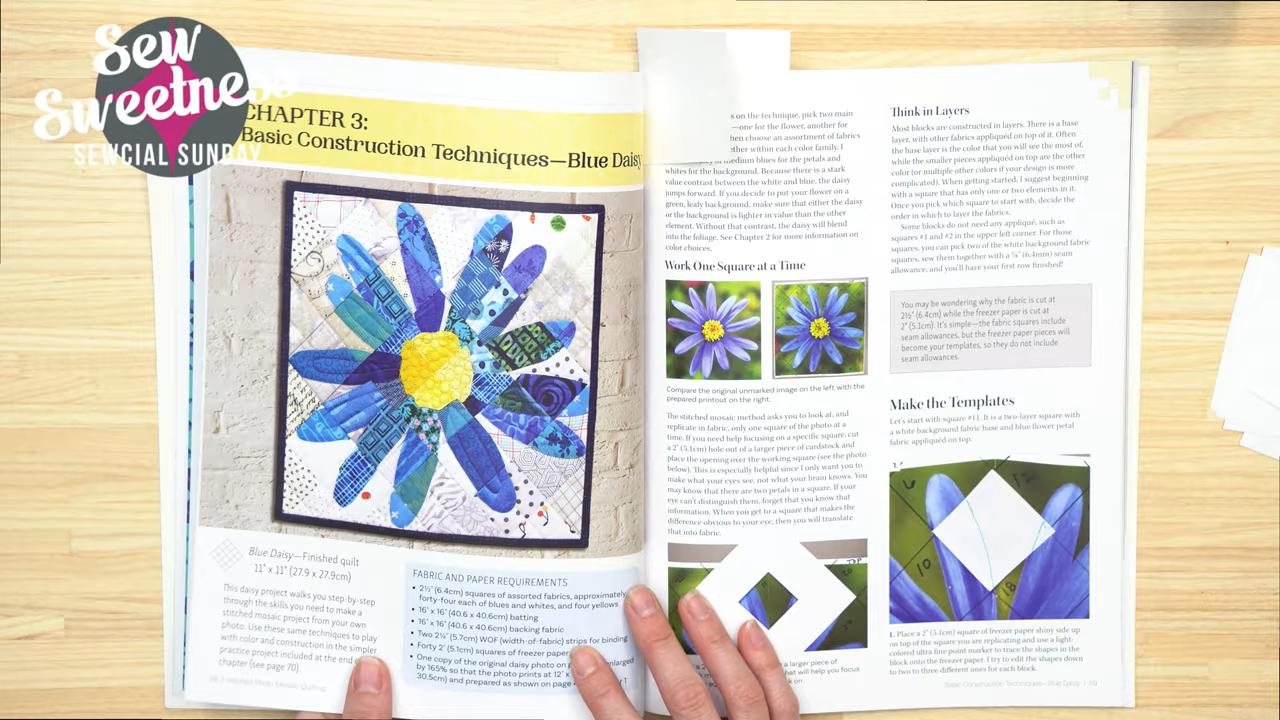 Sew
Sweetness
SEWCIAL SUNDAY
CHAPTER 3:
Basic Construction Techniques—Blue Daisy
Blue Daisy—Finished quilt
11" x 11" (27.9 x 27.9cm)
This daisy project walks you step-by-step
through the skills you need to make a
stitched mosaic project from your own
photo. Use these same techniques to play
with color and construction in the simpler
practice project included at the end
chapter (see page 70).
Photo Mosaic Quilting
FABRIC AND PAPER REQUIREMENTS
• 2½" (6.4cm) squares of assorted fabrics, approximately
forty-four each of blues and whites, and four yellows
• 16" x 16" (40.6 x 40.6cm) batting
• 16" x 16" (40.6 x 40.6cm) backing fabric
• Two 2¼" (5.7cm) WOF (width-of-fabric) strips for binding
• Forty 2" (5.1cm) squares of freezer paper
• One copy of the original daisy photo on enlarged
by 165% so that the photo prints at 12"
30.5cm) and prepared as shown on page
s on the technique, pick two main
—one for the flower, another for
hen choose an assortment of fabrics
ether within each color family. I
medium blues for the petals and
whites for the background. Because there is a stark
value contrast between the white and blue, the daisy
jumps forward. If you decide to put your flower on a
green, leafy background, make sure that either the daisy
or the background is lighter in value than the other
element. Without that contrast, the daisy will blend
into the foliage. See Chapter 2 for more information on
color choices.
Work One Square at a Time
Compare the original unmarked image on the left with the
prepared printout on the right.
The stitched mosaic method asks you to look at, and
replicate in fabric, only one square of the photo at a
time. If you need help focusing on a specific square, cut
a 2" (5.1cm) hole out of a larger piece of cardstock and
place the opening over the working square (see the photo
below). This is especially helpful since I only want you to
make what your eyes see, not what your brain knows. You
may know that there are two petals in a square. If your
eye can't distinguish them, forget that you know that
information. When you get to a square that makes the
difference obvious to your eye, then you will translate
that into fabric.
a larger piece of
hat will help you focus
on.
Think in Layers
Most blocks are constructed in layers. There is a base
layer, with other fabrics appliquéd on top of it. Often
the base layer is the color that you will see the most of,
while the smaller pieces appliquéd on top are the other
color (or multiple other colors if your design is more
complicated). When getting started, I suggest beginning
with a square that has only one or two elements in it.
Once you pick which square to start with, decide the
order in which to layer the fabrics.
Some blocks do not need any appliqué, such as
squares #1 and #2 in the upper left corner. For those
squares, you can pick two of the white background fabric
squares, sew them together with a ¼" (6.4mm) seam
allowance, and you'll have your first row finished!
You may be wondering why the fabric is cut at
2½" (6.4cm) while the freezer paper is cut at
2" (5.1cm). It's simple—the fabric squares include
seam allowances, but the freezer paper pieces will
become your templates, so they do not include
seam allowances.
Make the Templates
Let's start with square #11. It is a two-layer square with
a white background fabric base and blue flower petal
fabric appliquéd on top.
1.
10
18
1. Place a 2" (5.1cm) square of freezer paper shiny side up
on top of the square you are replicating and use a light-
colored ultra fine point marker to trace the shapes in the
block onto the freezer paper. I try to edit the shapes down
to two to three different ones for each block.
Basic Construction Techniques—Blue Daisy | 69